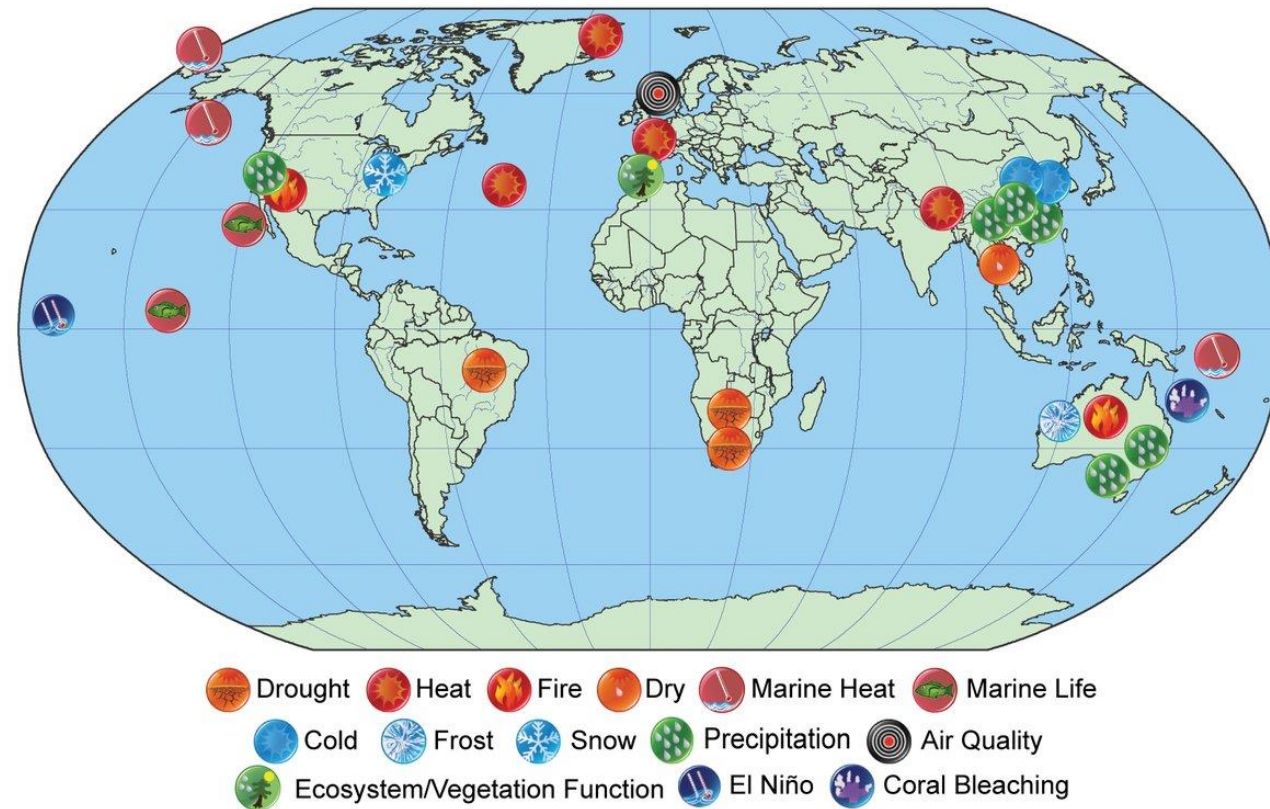 Drought Heat Fire Dry Marine Heat Marine Life
Cold Frost Snow Precipitation Air Quality
Ecosystem/Vegetation Function El Niño Coral Bleaching